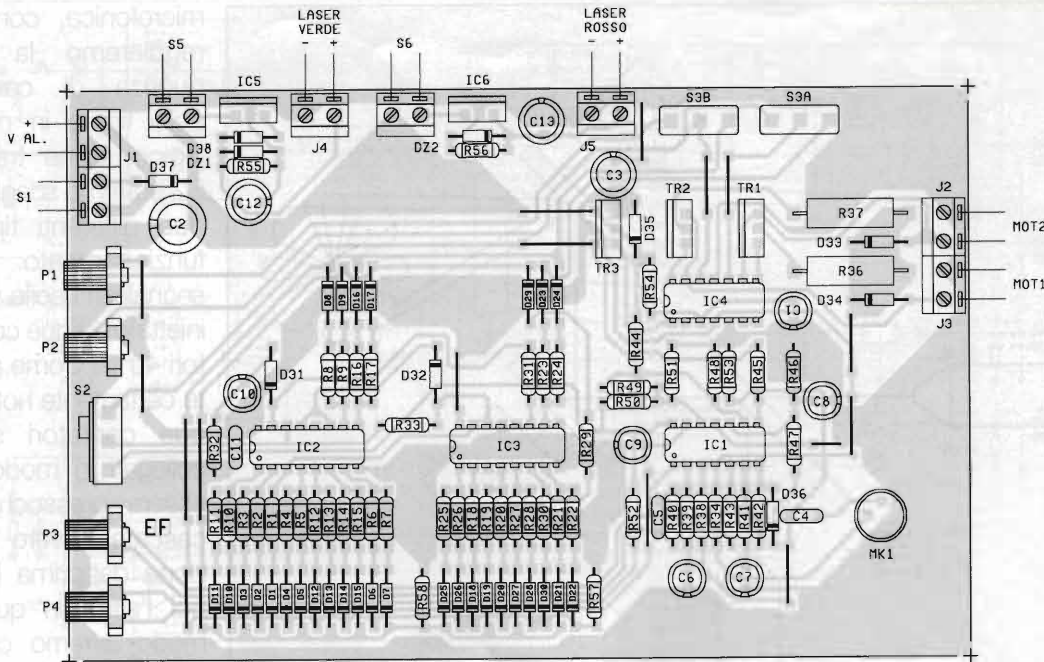 LASER VERDE
- +
LASER ROSSO
- +
S5
S6
IC5
IC6
S3B
S3A
+
V AL.
-
S1
J1
D38
DZ1
R55
J4
DZ2
R56
C13
J5
D37
C2
C12
C3
TR2
TR1
J2
R37
MOT2
D33
R36
MOT1
D34
J3
TR3
D35
R54
IC4
C1
P1
D8
D9
D16
D17
D29
D23
D24
P2
R44
D31
R8
R9
R16
R17
D32
R31
R23
R24
R51
R48
R53
R45
R46
S2
C10
R49
R50
C8
R32
C11
IC2
R33
IC3
R29
C9
IC1
R47
P3
EF
R11
R10
R3
R2
R1
R4
R5
R12
R13
R14
R15
R6
R7
R25
R26
R18
R19
R20
R27
R28
R30
R21
R22
R52
C5
R40
R39
R38
R34
R43
R41
R42
D36
C4
MK1
P4
D11
D10
D3
D2
D1
D4
D5
D12
D13
D14
D15
D6
D7
R58
D25
D26
D18
D19
D20
D27
D28
D30
D21
D22
R57
C6
C7